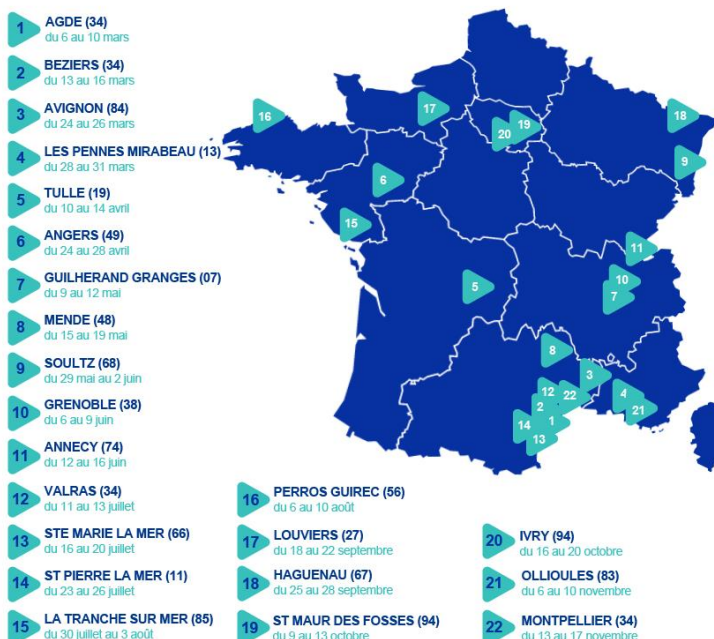 1
AGDE (34)
du 6 au 10 mars
2
BEZIERS (34)
du 13 au 16 mars
3
AVIGNON (84)
du 24 au 26 mars
4
LES PENNES MIRABEAU (13)
du 28 au 31 mars
5
TULLE (19)
du 10 au 14 avril
6
ANGERS (49)
du 24 au 28 avril
7
GUILHERAND GRANGES (07)
du 9 au 12 mai
8
MENDE (48)
du 15 au 19 mai
9
SOULTZ (68)
du 29 mai au 2 juin
10
GRENOBLE (38)
du 6 au 9 juin
11
ANNECY (74)
du 12 au 16 juin
12
VALRAS (34)
du 11 au 13 juillet
13
STE MARIE LA MER (66)
du 16 au 20 juillet
14
ST PIERRE LA MER (11)
du 23 au 26 juillet
15
LA TRANCHE SUR MER (85)
du 30 juillet au 3 août
16
PERROS GUIREC (56)
du 6 au 10 août
17
LOUVIERS (27)
du 18 au 22 septembre
18
HAGUENAU (67)
du 25 au 28 septembre
19
ST MAUR DES FOSSES (94)
du 9 au 13 octobre
20
IVRY (94)
du 16 au 20 octobre
21
OLLIOULES (83)
du 6 au 10 novembre
22
MONTPELLIER (34)
du 13 au 17 novembre
16
17
19
20
18
9
6
15
11
10
5
7
8
3
12
22
4
2
21
14
1
13